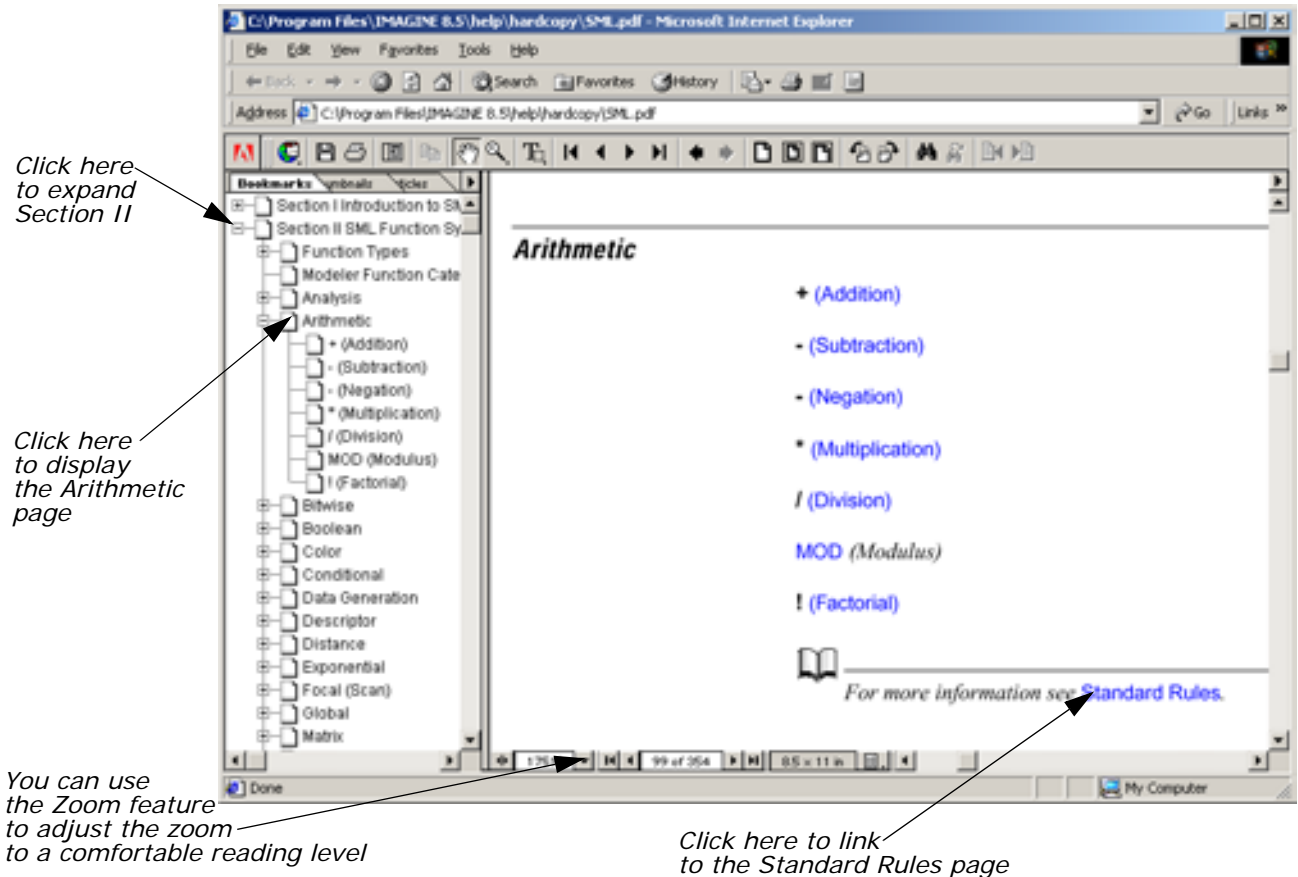 C:\Program Files\IMAGINE 8.5\help\hardcopy\SML.pdf - Microsoft Internet Explorer
File Edit View Favorites Tools Help
Back Search Favorites History
Address C:\Program Files\IMAGINE 8.5\help\hardcopy\SML.pdf Go Links »
Click here
to expand
Section II
Bookmarks
Section I Introduction to SM
Section II SML Function Sy
Function Types
Modeler Function Cate
Analysis
Arithmetic
+ (Addition)
- (Subtraction)
- (Negation)
* (Multiplication)
/ (Division)
MOD (Modulus)
! (Factorial)
Bitwise
Boolean
Color
Conditional
Data Generation
Descriptor
Distance
Exponential
Focal (Scan)
Global
Matrix
Click here
to display
the Arithmetic
page
Arithmetic
+ (Addition)
- (Subtraction)
- (Negation)
* (Multiplication)
/ (Division)
MOD (Modulus)
! (Factorial)
For more information see Standard Rules.
99 of 354 8.5 x 11 in
Done My Computer
You can use
the Zoom feature
to adjust the zoom
to a comfortable reading level
Click here to link
to the Standard Rules page